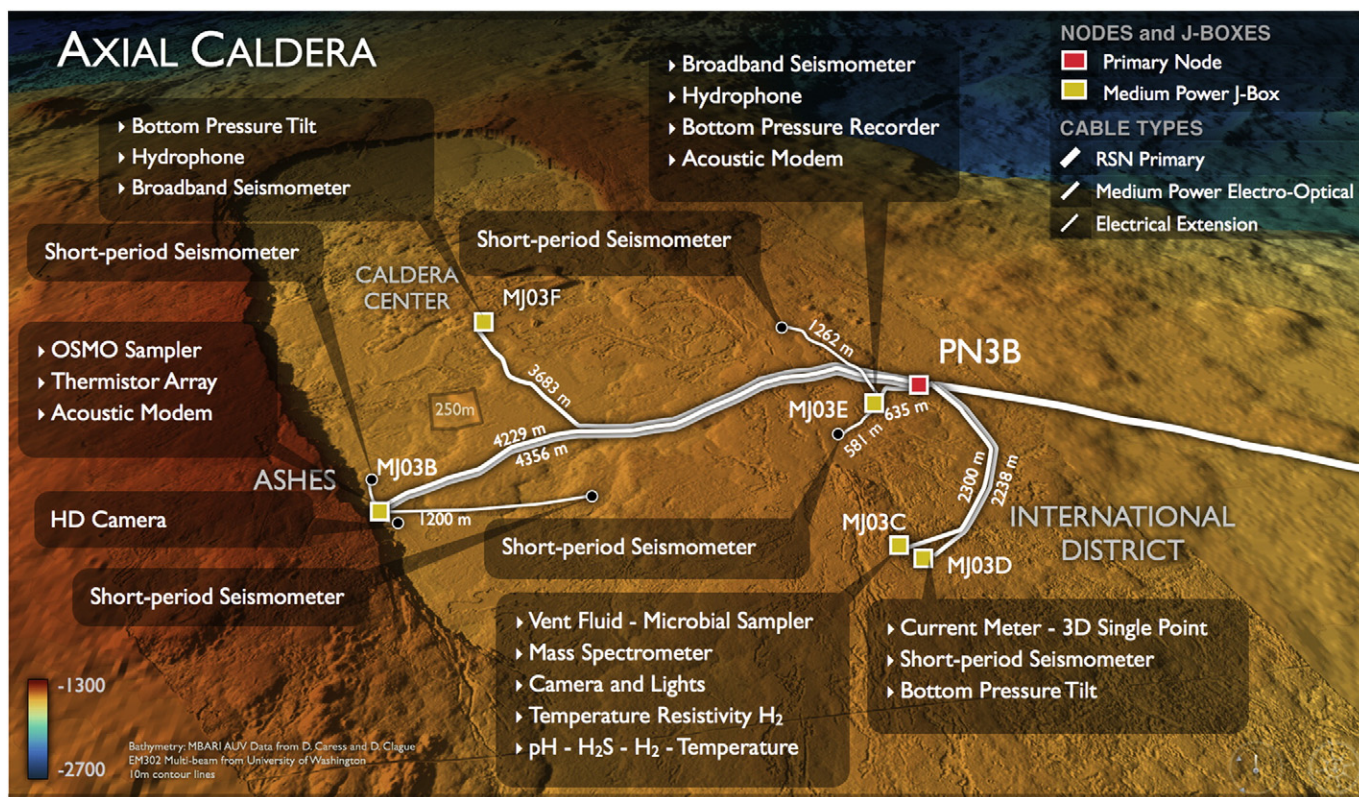 AXIAL CALDERA
NODES and J-BOXES
Primary Node
Medium Power J-Box
CABLE TYPES
RSN Primary
Medium Power Electro-Optical
Electrical Extension
Broadband Seismometer
Hydrophone
Bottom Pressure Recorder
Acoustic Modem
Bottom Pressure Tilt
Hydrophone
Broadband Seismometer
Short-period Seismometer
Short-period Seismometer
CALDERA
CENTER
MJ03F
OSMO Sampler
Thermistor Array
Acoustic Modem
1262 m
PN3B
3683 m
MJ03E
635 m
250m
581 m
4229 m
4356 m
MJ03B
ASHES
2300 m
2238 m
HD Camera
1200 m
MJ03C
INTERNATIONAL
DISTRICT
Short-period Seismometer
MJ03D
Short-period Seismometer
Vent Fluid - Microbial Sampler
Mass Spectrometer
Camera and Lights
Temperature Resistivity H₂
pH - H₂S - H₂ - Temperature
Current Meter - 3D Single Point
Short-period Seismometer
Bottom Pressure Tilt
-1300
-2700
Bathymetry: MBARI AUV Data from D. Caress and D. Clague
EM302 Multi-beam from University of Washington
10m contour lines